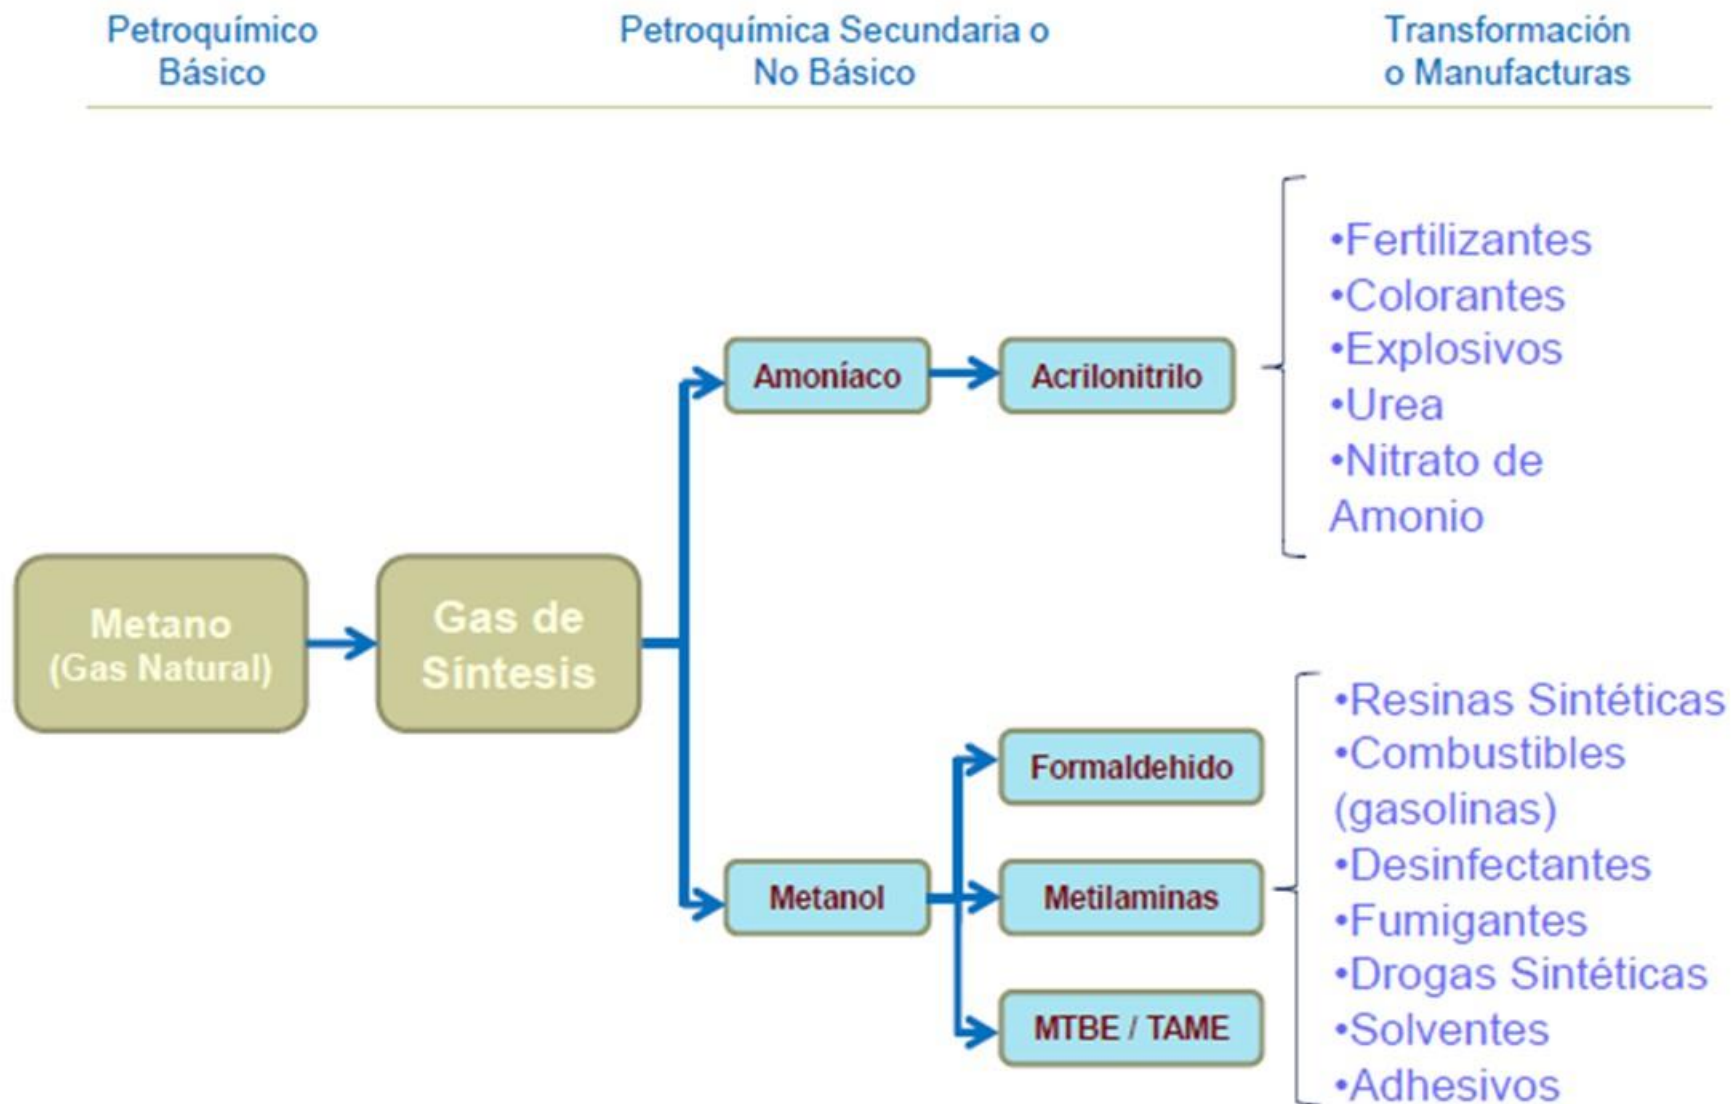 Petroquímico
Básico
Petroquímica Secundaria o
No Básico
Transformación
o Manufacturas
•Fertilizantes
•Colorantes
•Explosivos
•Urea
•Nitrato de
Amonio
Amoníaco
Acrilonitrilo
Metano
(Gas Natural)
Gas de
Síntesis
Formaldehido
Metanol
Metilaminas
MTBE / TAME
•Resinas Sintéticas
•Combustibles
(gasolinas)
•Desinfectantes
•Fumigantes
•Drogas Sintéticas
•Solventes
•Adhesivos